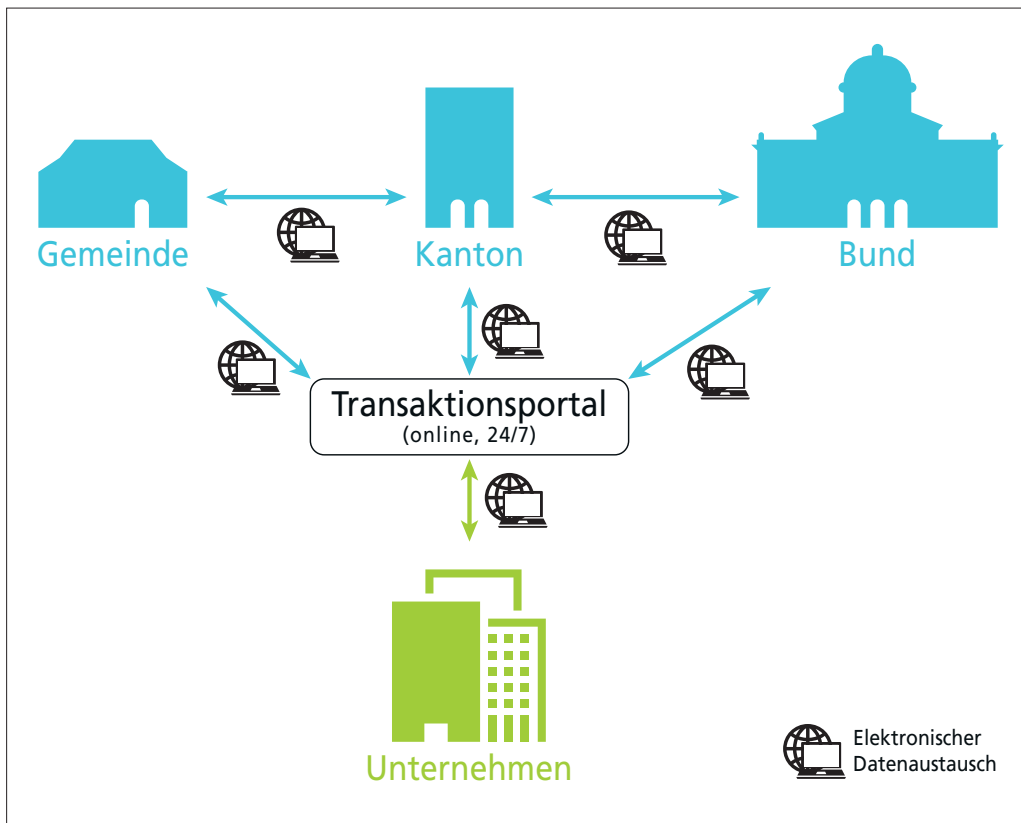 Gemeinde
Kanton
Bund
Transaktionsportal
(online, 24/7)
Unternehmen
Elektronischer
Datenaustausch